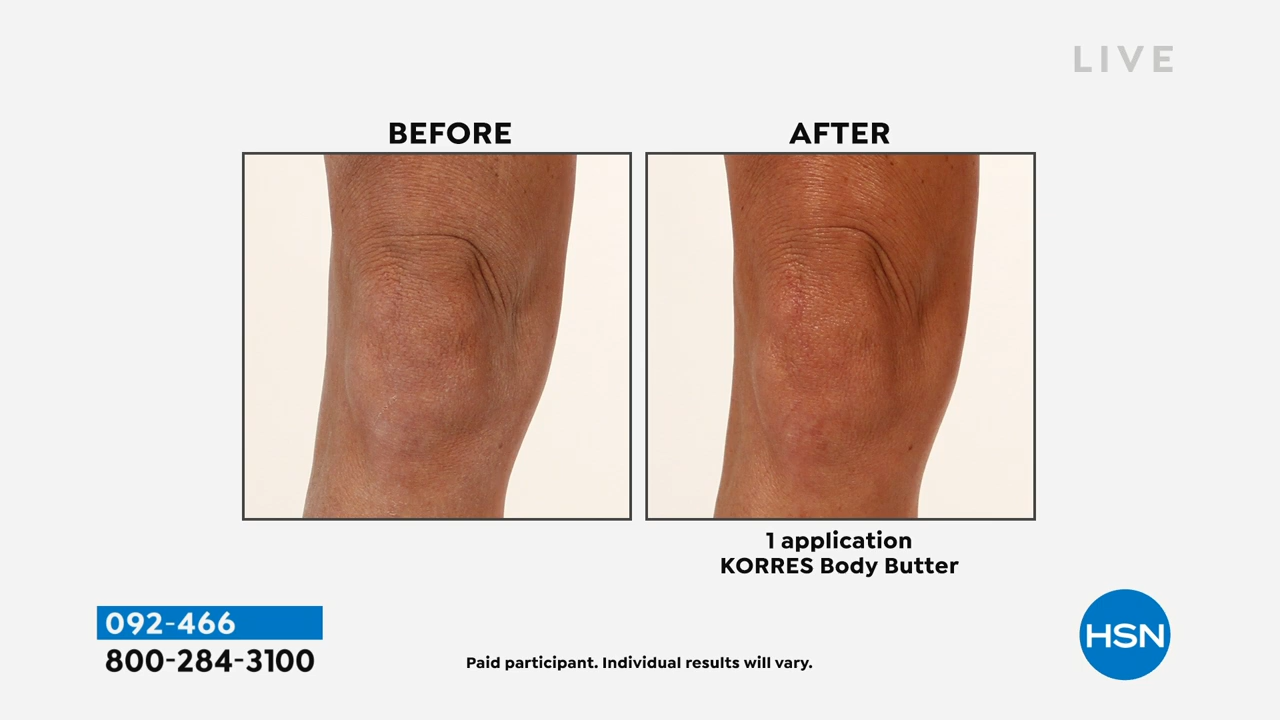 LIVE
BEFORE
AFTER
1 application
KORRES Body Butter
092-466
800-284-3100
Paid participant. Individual results will vary.
HSN